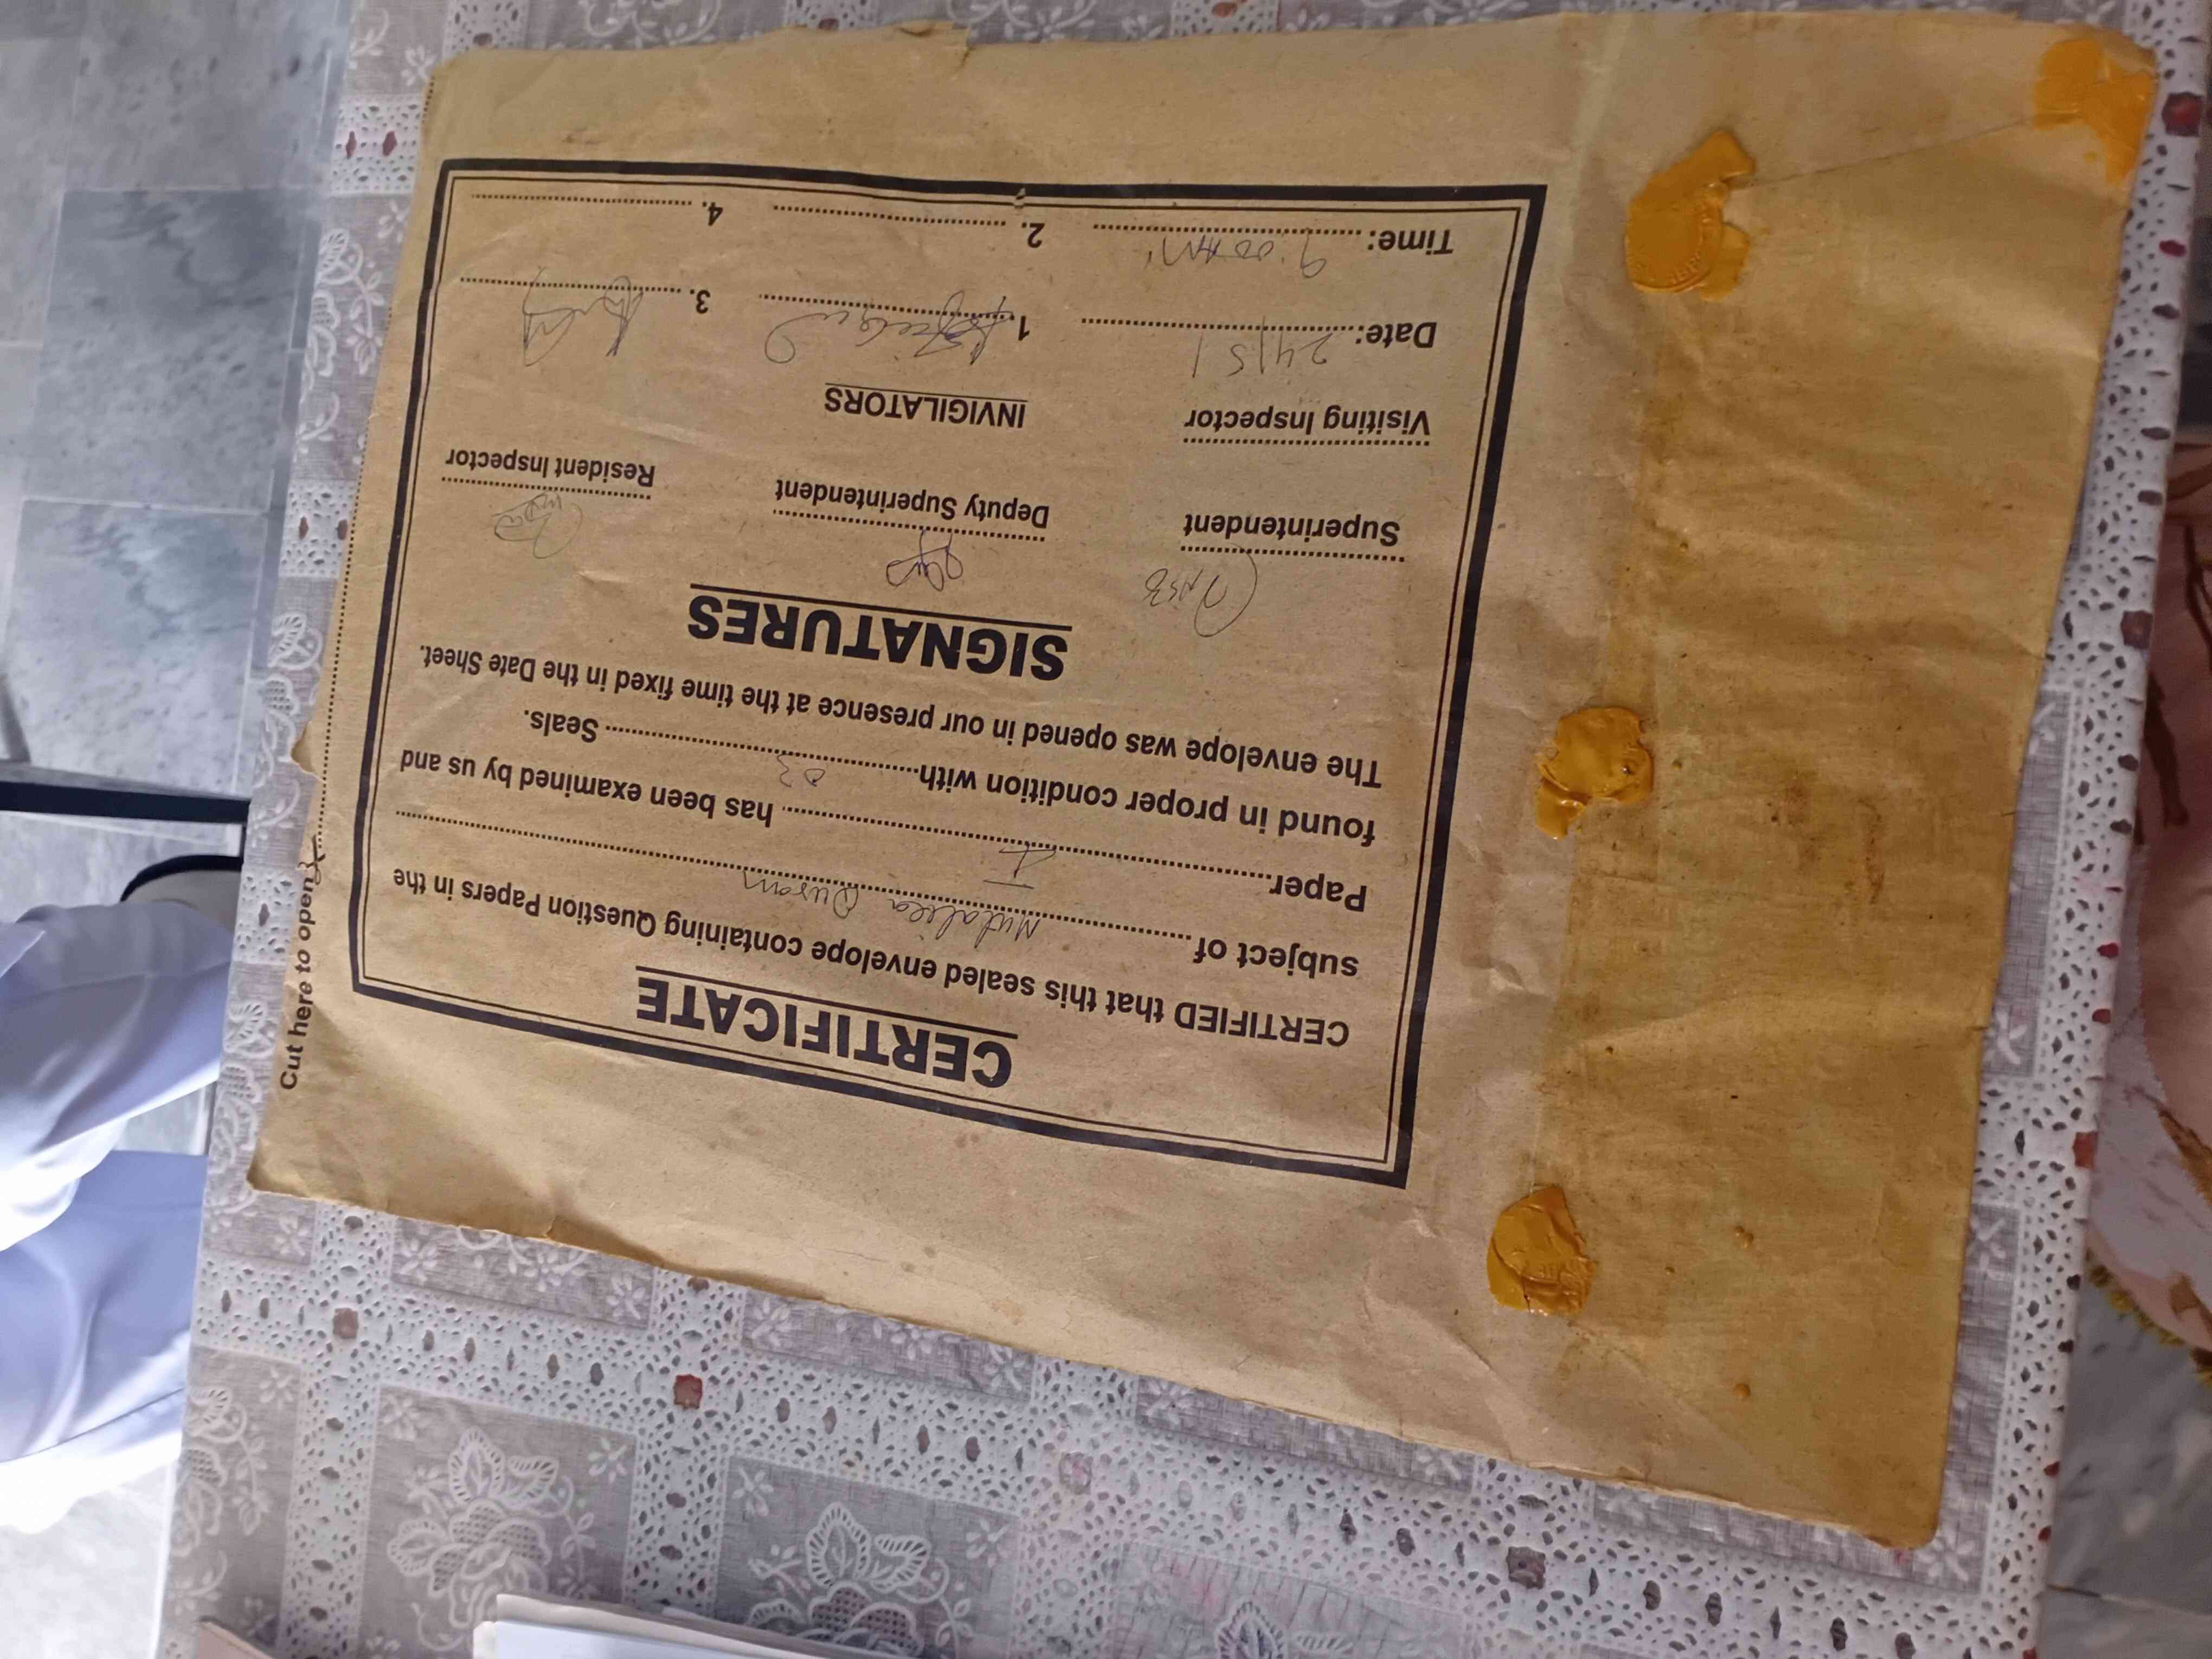 CERTIFICATE
CERTIFIED that this sealed envelope containing Question Papers in the
subject of Mutaliea Quran
Paper I has been examined by us and
found in proper condition with 03 Seals.
The envelope was opened in our presence at the time fixed in the Date Sheet.
SIGNATURES
Superintendent Deputy Superintendent Resident Inspector
Visiting Inspector INVIGILATORS
Date: 24/5/ 1. 3.
Time: 9:00 AM 2. 4.
Cut here to open